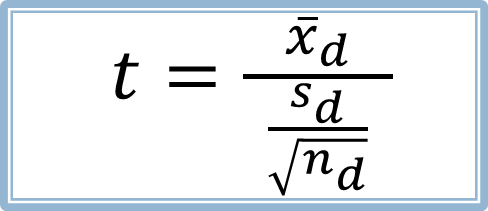 t = x̄_d / (s_d / √n_d)